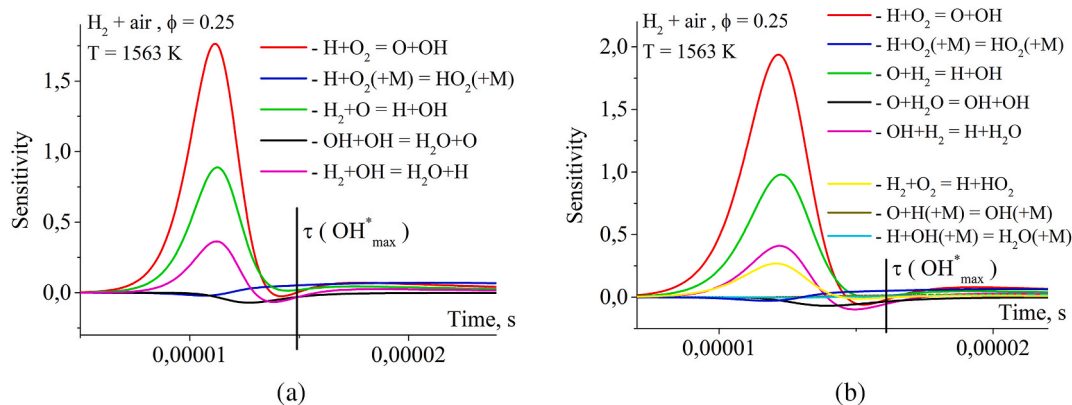 H₂ + air , ϕ = 0.25
T = 1563 K
- H+O₂ = O+OH
- H+O₂(+M) = HO₂(+M)
- H₂+O = H+OH
- OH+OH = H₂O+O
- H₂+OH = H₂O+H
τ ( OH*max )
Sensitivity
1,5
1,0
0,5
0,0
Time, s
0,00001
0,00002
(a)
H₂ + air , ϕ = 0.25
T = 1563 K
- H+O₂ = O+OH
- H+O₂(+M) = HO₂(+M)
- O+H₂ = H+OH
- O+H₂O = OH+OH
- OH+H₂ = H+H₂O
- H₂+O₂ = H+HO₂
- O+H(+M) = OH(+M)
- H+OH(+M) = H₂O(+M)
τ ( OH*max )
Sensitivity
2,0
1,5
1,0
0,5
0,0
Time, s
0,00001
0,00002
(b)